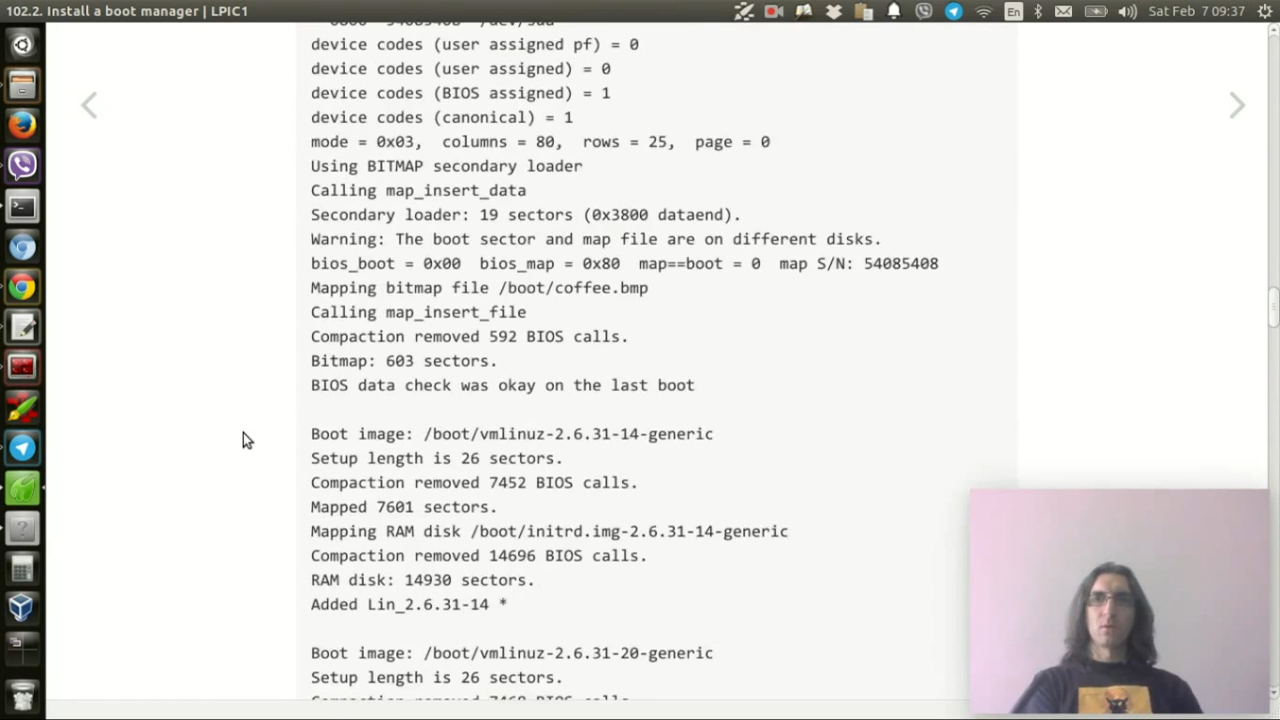 102.2. Install a boot manager | LPIC1
En
Sat Feb 7 09:37
device codes (user assigned pf) = 0
device codes (user assigned) = 0
device codes (BIOS assigned) = 1
device codes (canonical) = 1
mode = 0x03,  columns = 80,  rows = 25,  page = 0
Using BITMAP secondary loader
Calling map_insert_data
Secondary loader: 19 sectors (0x3800 dataend).
Warning: The boot sector and map file are on different disks.
bios_boot = 0x00  bios_map = 0x80  map==boot = 0  map S/N: 54085408
Mapping bitmap file /boot/coffee.bmp
Calling map_insert_file
Compaction removed 592 BIOS calls.
Bitmap: 603 sectors.
BIOS data check was okay on the last boot
Boot image: /boot/vmlinuz-2.6.31-14-generic
Setup length is 26 sectors.
Compaction removed 7452 BIOS calls.
Mapped 7601 sectors.
Mapping RAM disk /boot/initrd.img-2.6.31-14-generic
Compaction removed 14696 BIOS calls.
RAM disk: 14930 sectors.
Added Lin_2.6.31-14 *
Boot image: /boot/vmlinuz-2.6.31-20-generic
Setup length is 26 sectors.